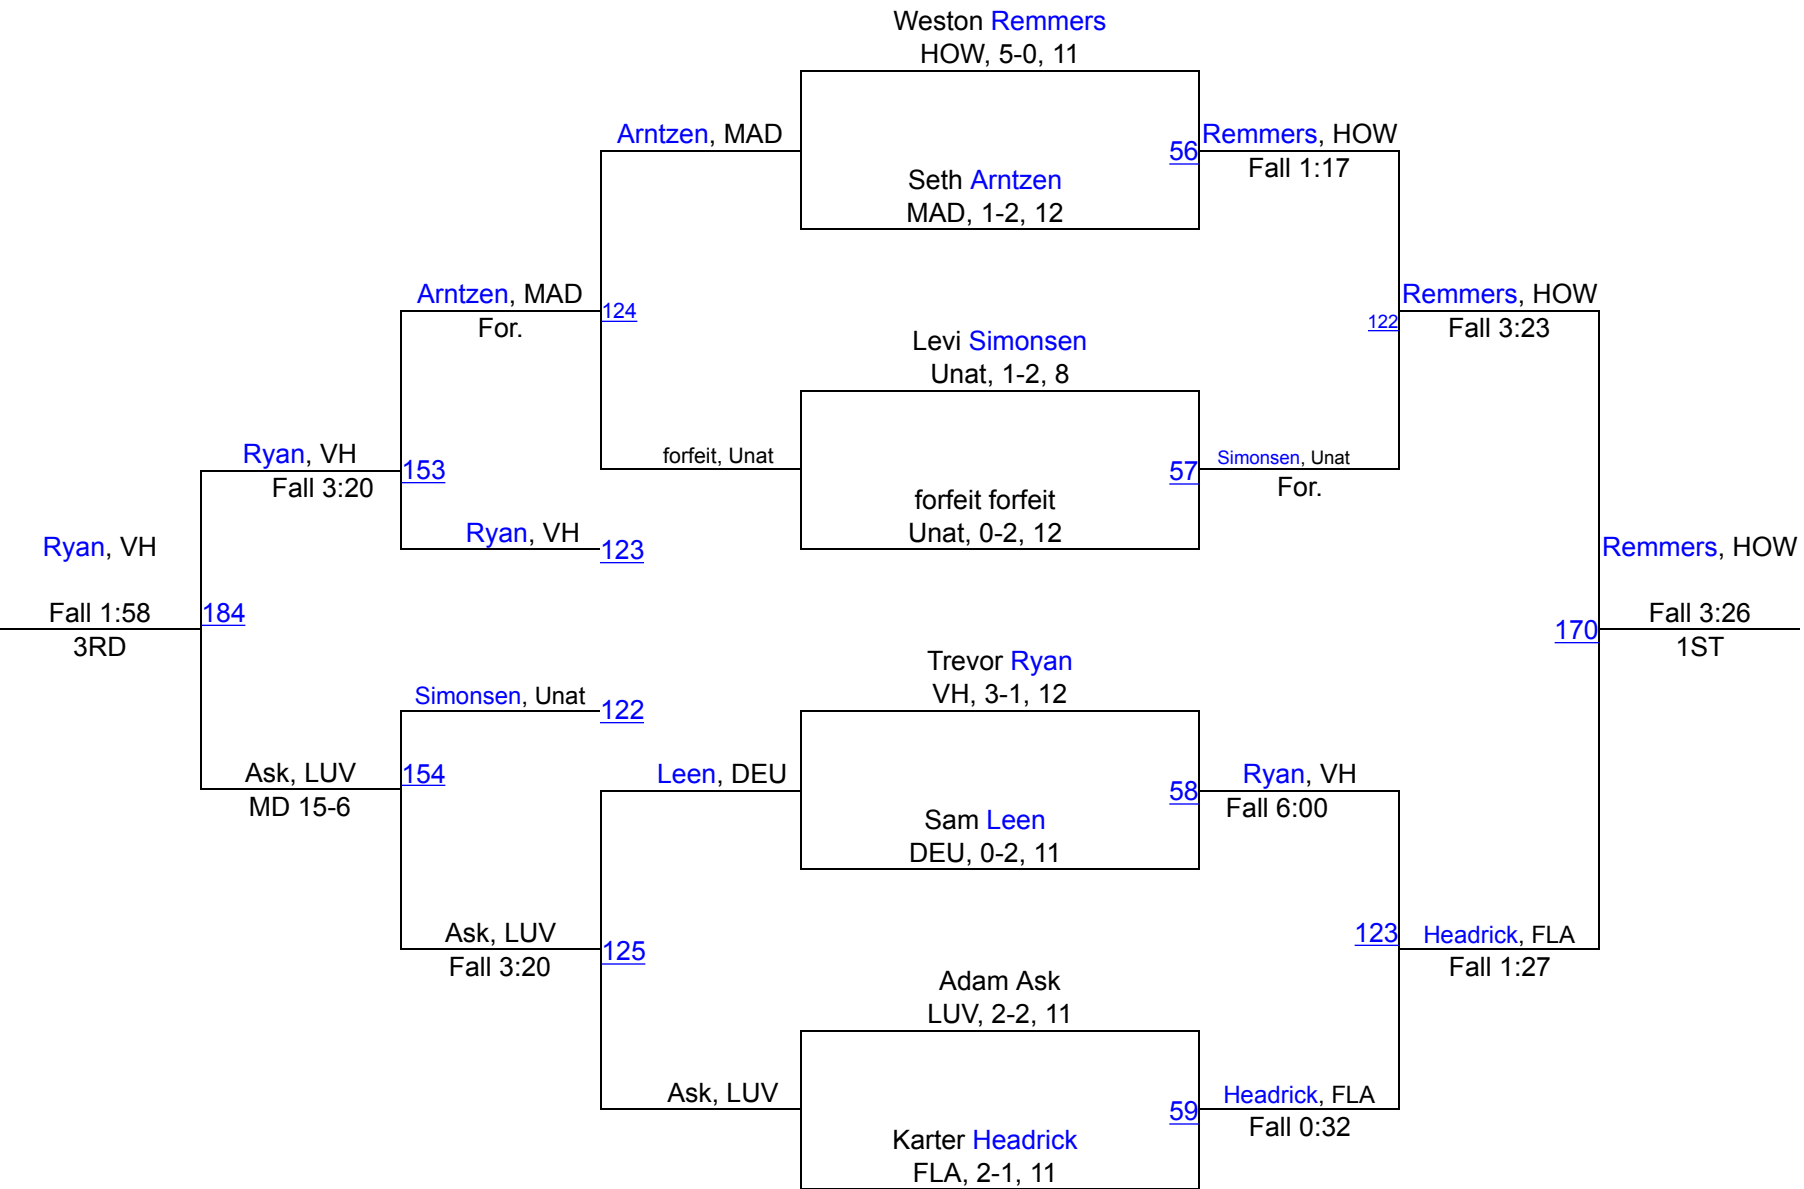 Weston Remmers
HOW, 5-0, 11
Arntzen, MAD
56
Remmers, HOW
Fall 1:17
Seth Arntzen
MAD, 1-2, 12
Arntzen, MAD
For.
124
122
Remmers, HOW
Fall 3:23
Levi Simonsen
Unat, 1-2, 8
Ryan, VH
Fall 3:20
153
forfeit, Unat
57
Simonsen, Unat
For.
forfeit forfeit
Unat, 0-2, 12
Ryan, VH
123
Ryan, VH
Fall 1:58
3RD
184
Remmers, HOW
170
Fall 3:26
1ST
Trevor Ryan
VH, 3-1, 12
Simonsen, Unat
122
Ask, LUV
MD 15-6
154
Leen, DEU
58
Ryan, VH
Fall 6:00
Sam Leen
DEU, 0-2, 11
Ask, LUV
Fall 3:20
125
123
Headrick, FLA
Fall 1:27
Adam Ask
LUV, 2-2, 11
Ask, LUV
59
Headrick, FLA
Fall 0:32
Karter Headrick
FLA, 2-1, 11